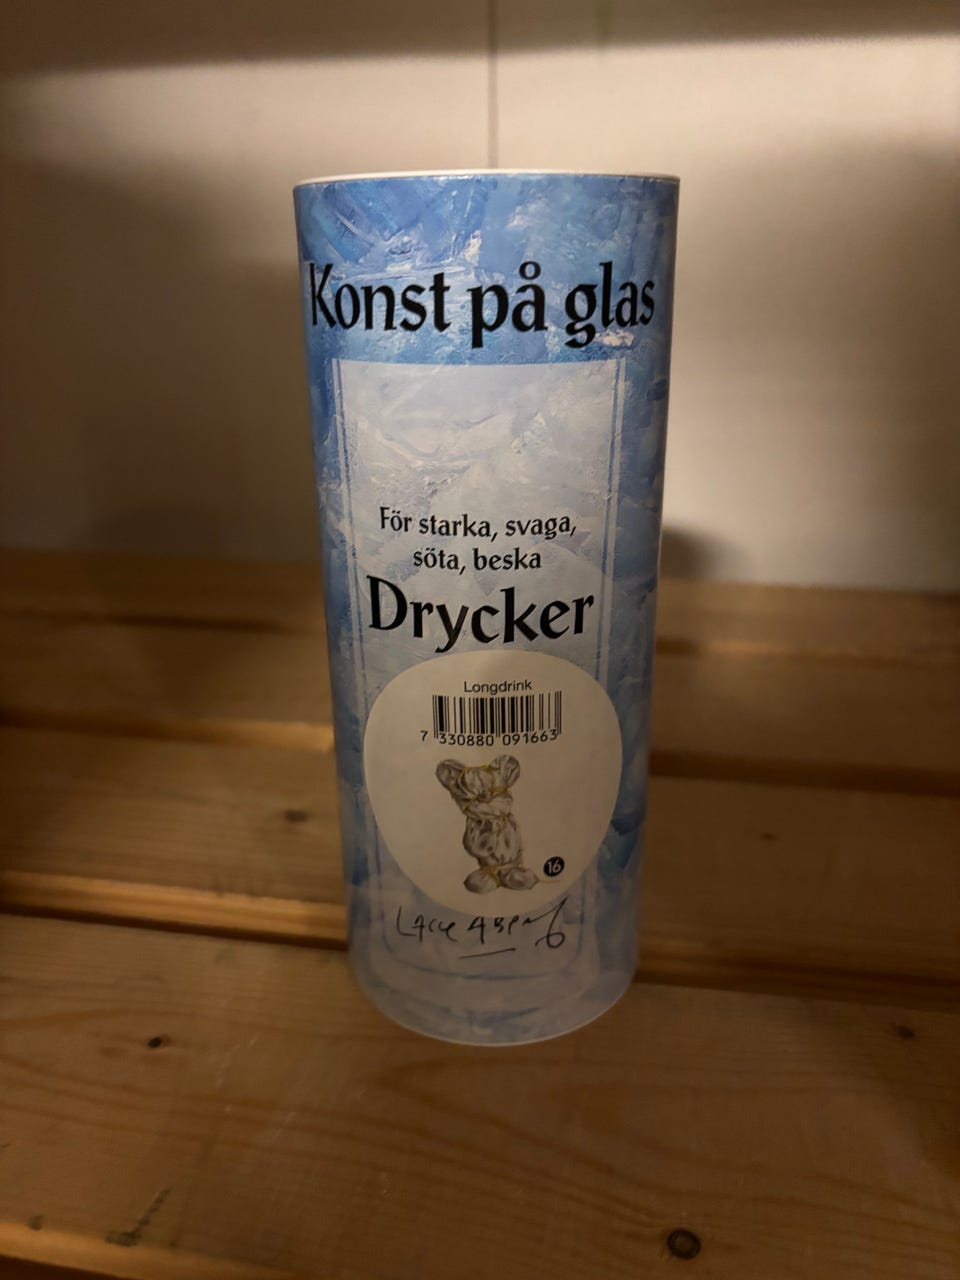 Konst på glas
För starka, svaga,
söta, beska
Drycker
Longdrink
7 330880 091663
16